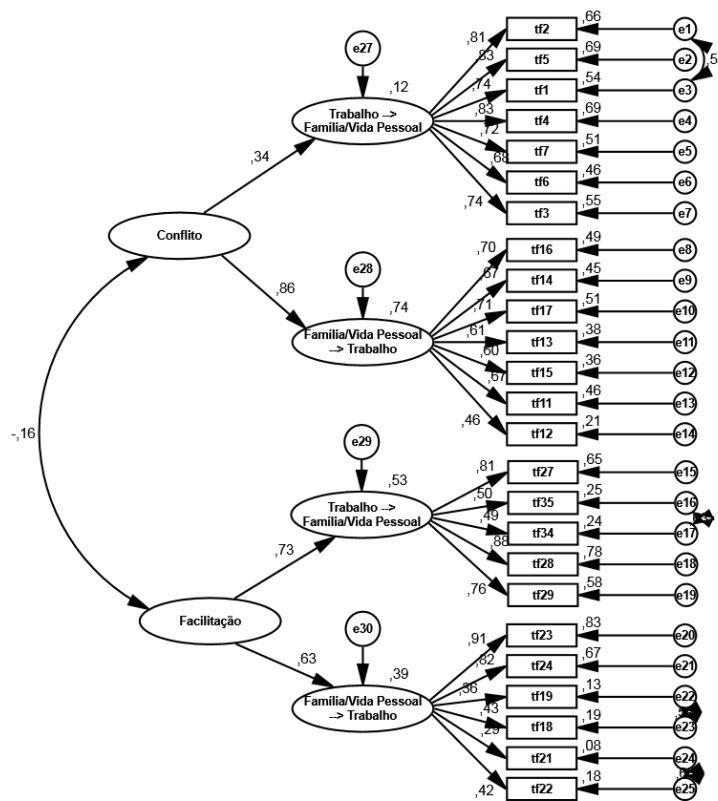 ,81
tf2
,66
e1
e27
,83
tf5
,69
e2
,5
,12
,74
tf1
,54
e3
Trabalho -->
Família/Vida Pessoal
,83
tf4
,69
e4
,72
tf7
,51
e5
,34
,68
tf6
,46
e6
,74
tf3
,55
e7
Conflito
,70
tf16
,49
e8
e28
,67
tf14
,45
e9
,86
,74
,71
tf17
,51
e10
Família/Vida Pessoal
--> Trabalho
,61
tf13
,38
e11
,60
tf15
,36
e12
,67
tf11
,46
e13
,46
tf12
,21
e14
-,16
e29
,81
tf27
,65
e15
,53
,50
tf35
,25
e16
Trabalho -->
Família/Vida Pessoal
,49
tf34
,24
e17
,73
,88
tf28
,78
e18
,76
tf29
,58
e19
Facilitação
e30
,91
tf23
,83
e20
,63
,39
,82
tf24
,67
e21
,36
tf19
,13
e22
Família/Vida Pessoal
--> Trabalho
,43
tf18
,19
e23
,29
tf21
,08
e24
,42
tf22
,18
e25